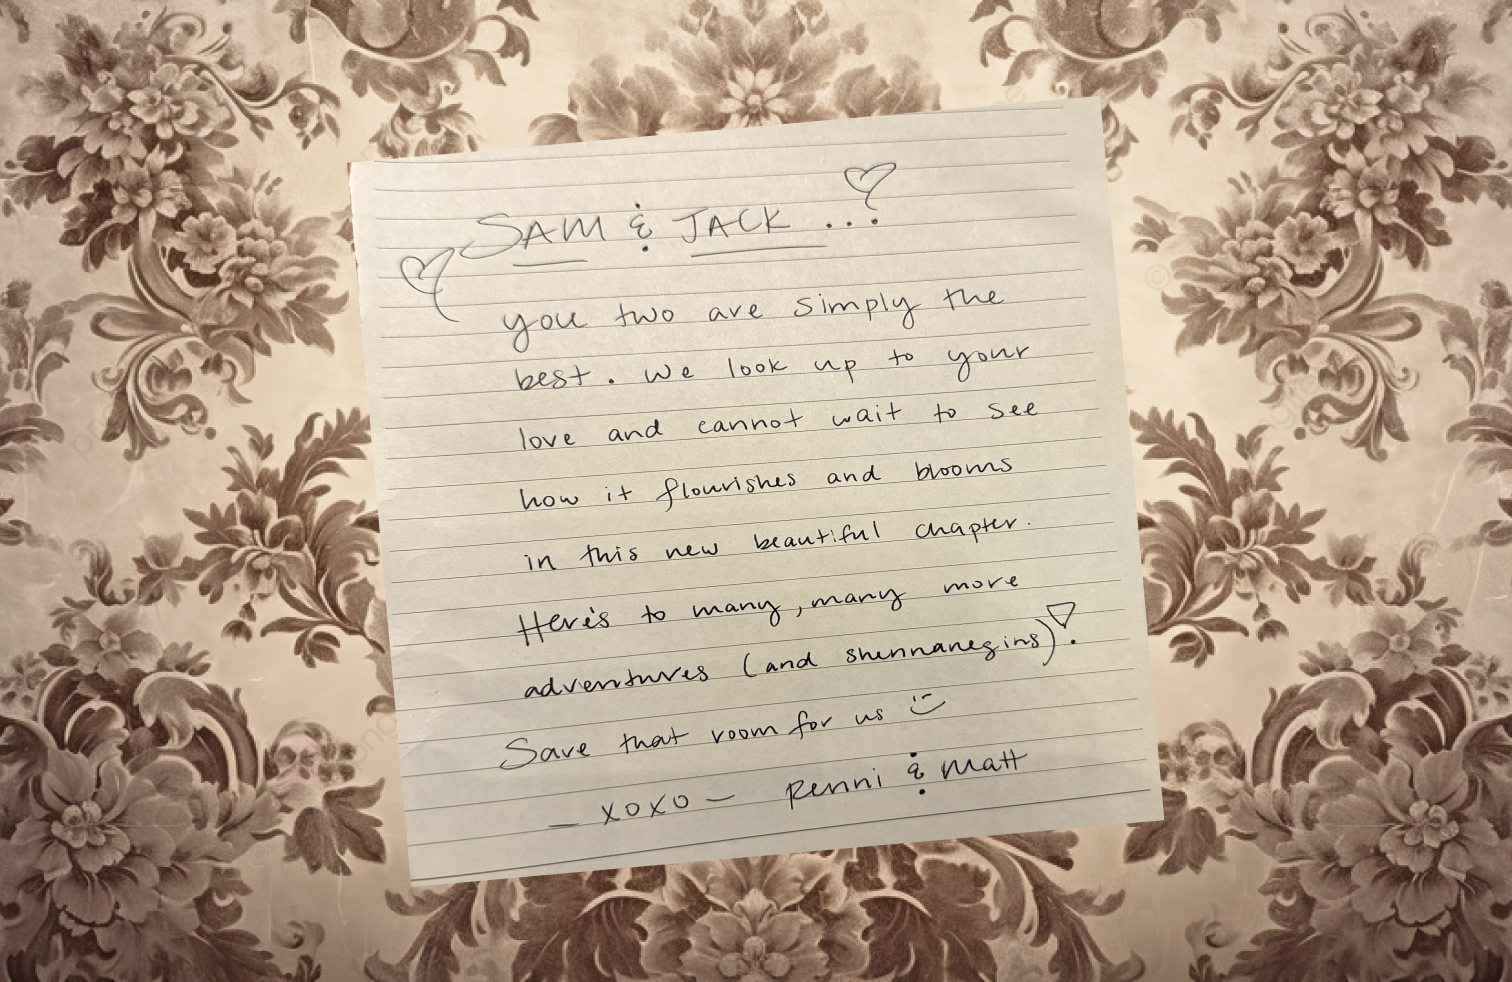 SAM & JACK ...
you two are simply the
best. We look up to your
love and cannot wait to see
how it flourishes and blooms
in this new beautiful chapter.
Here's to many, many more
adventures (and shennanegins)!
Save that room for us :)
— xoxo — Renni & Matt